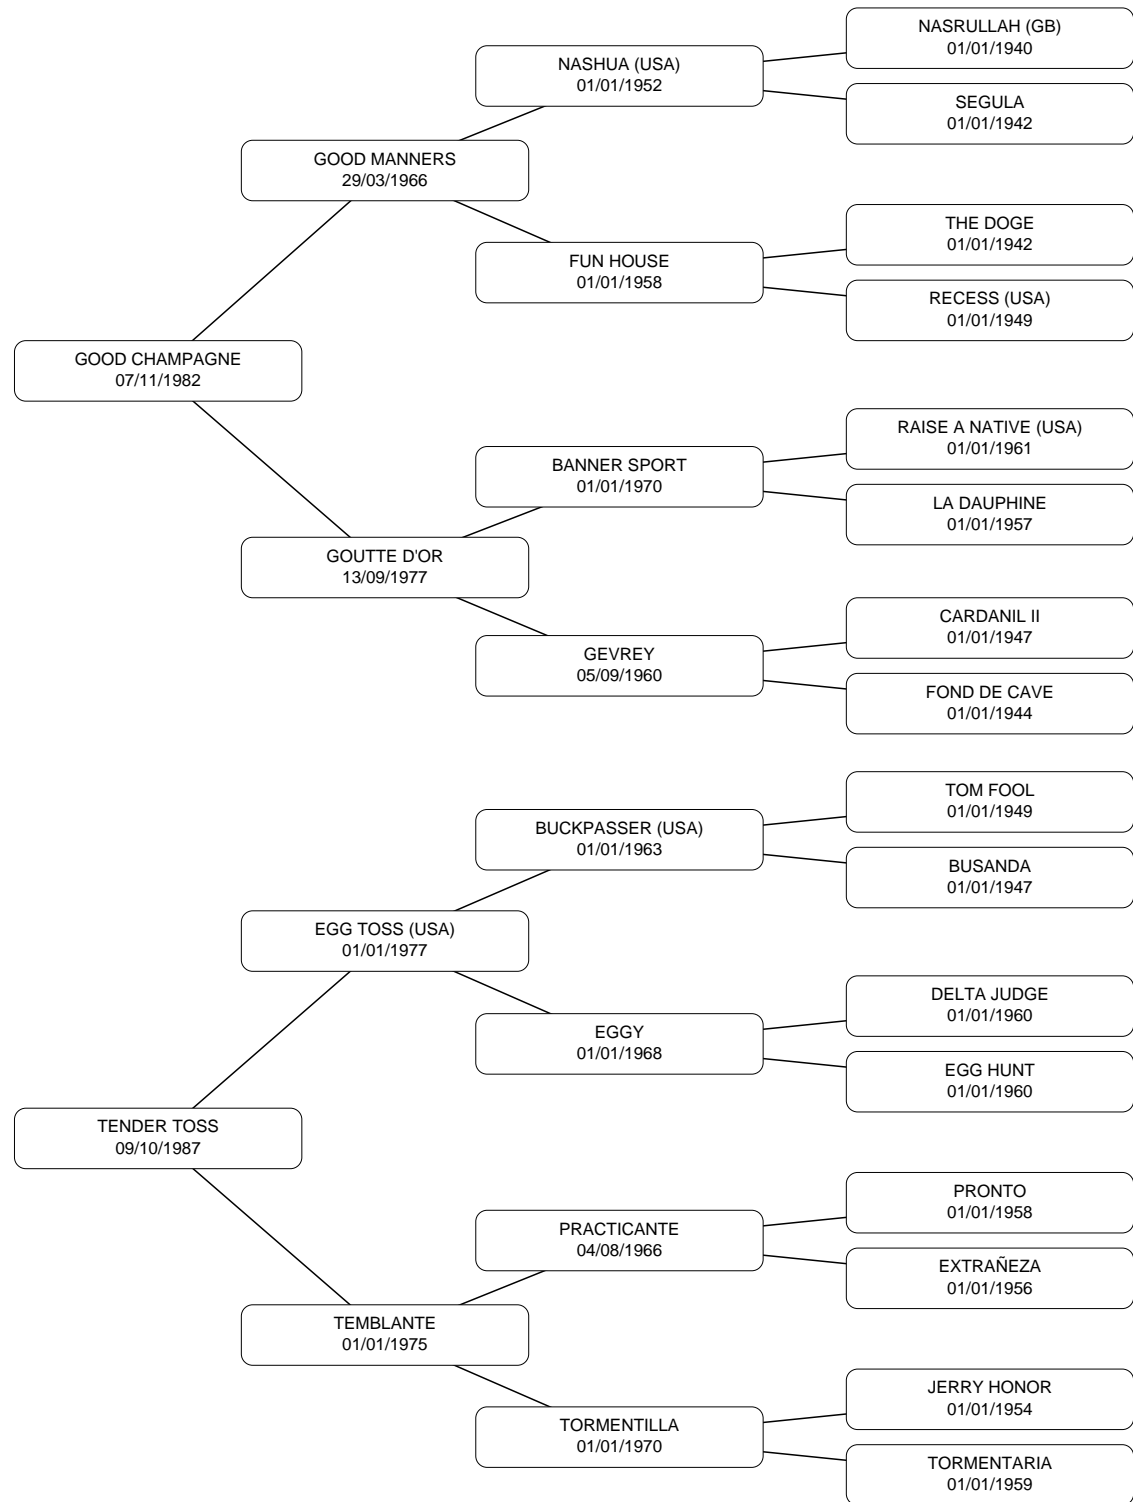 NASRULLAH (GB)
01/01/1940
NASHUA (USA)
01/01/1952
SEGULA
01/01/1942
GOOD MANNERS
29/03/1966
THE DOGE
01/01/1942
FUN HOUSE
01/01/1958
RECESS (USA)
01/01/1949
GOOD CHAMPAGNE
07/11/1982
RAISE A NATIVE (USA)
01/01/1961
BANNER SPORT
01/01/1970
LA DAUPHINE
01/01/1957
GOUTTE D'OR
13/09/1977
CARDANIL II
01/01/1947
GEVREY
05/09/1960
FOND DE CAVE
01/01/1944
TOM FOOL
01/01/1949
BUCKPASSER (USA)
01/01/1963
BUSANDA
01/01/1947
EGG TOSS (USA)
01/01/1977
DELTA JUDGE
01/01/1960
EGGY
01/01/1968
EGG HUNT
01/01/1960
TENDER TOSS
09/10/1987
PRONTO
01/01/1958
PRACTICANTE
04/08/1966
EXTRAÑEZA
01/01/1956
TEMBLANTE
01/01/1975
JERRY HONOR
01/01/1954
TORMENTILLA
01/01/1970
TORMENTARIA
01/01/1959